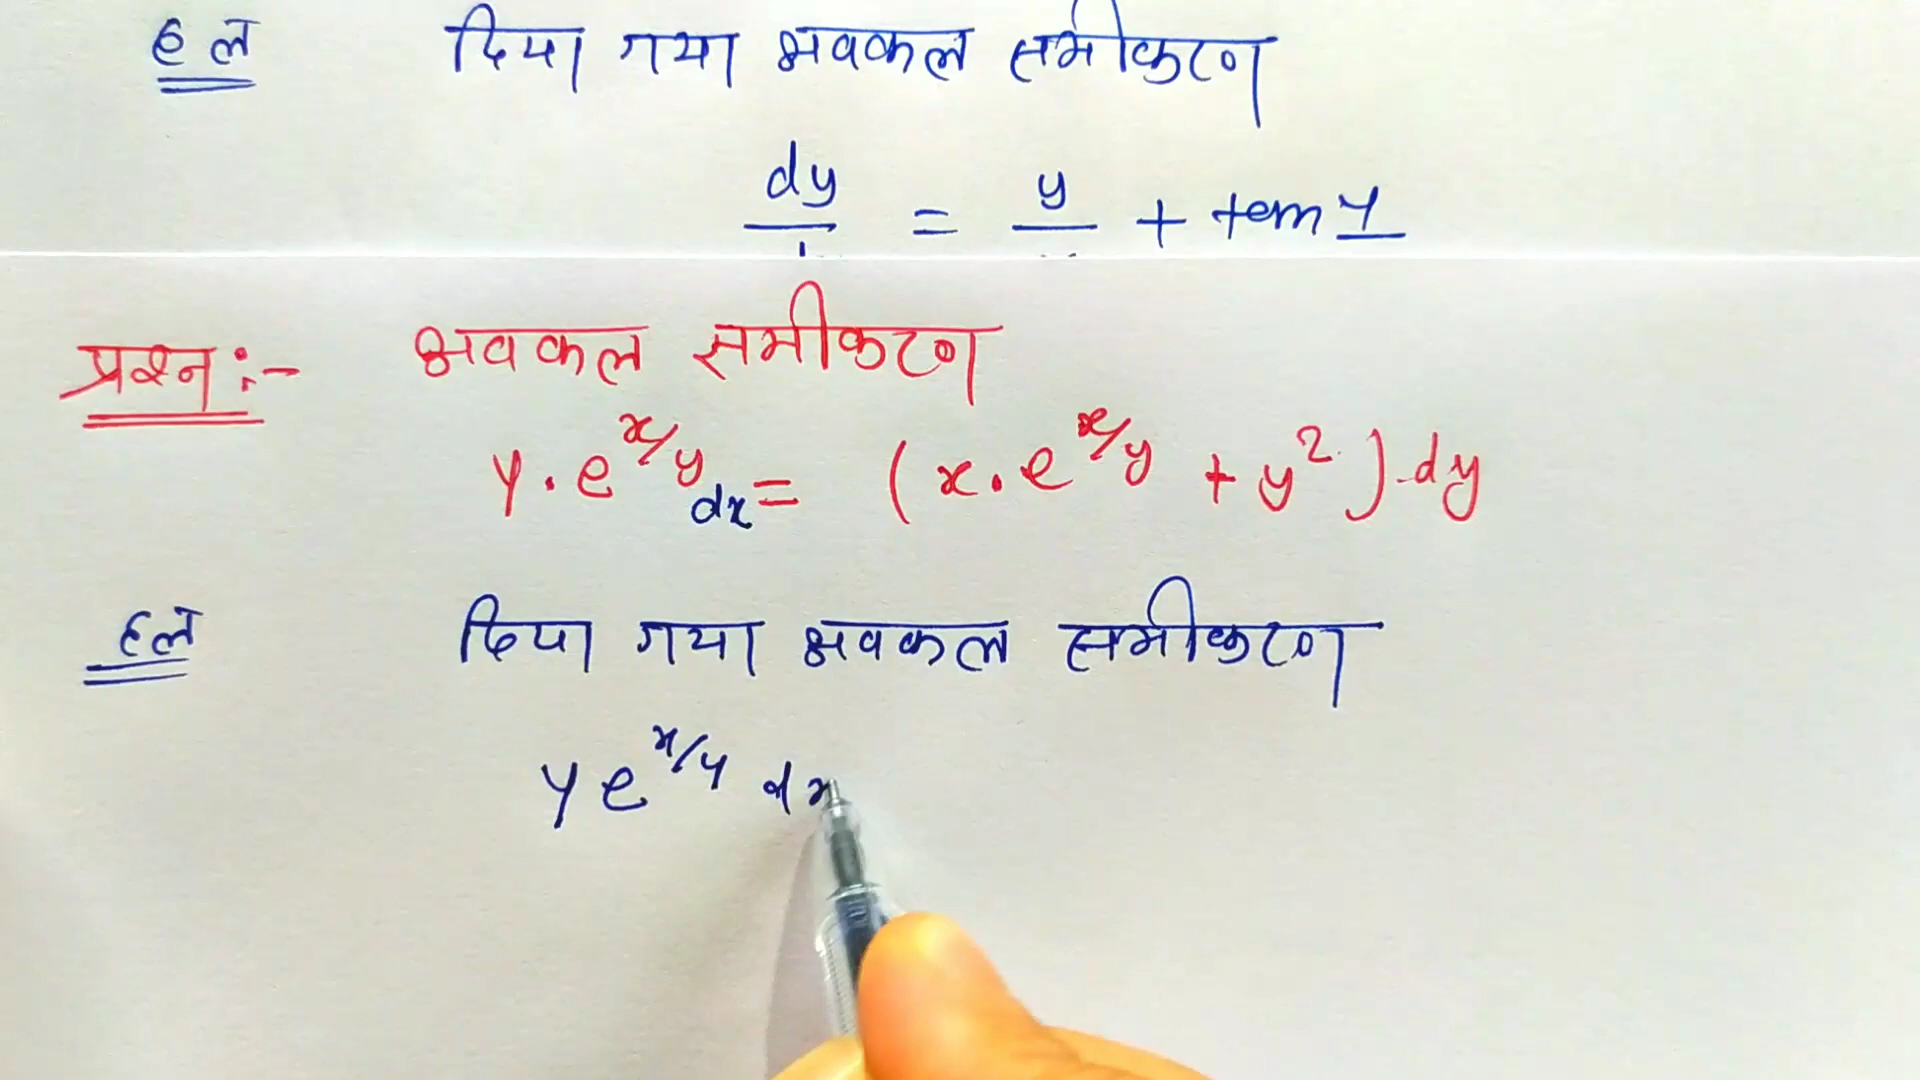 हल दिया गया अवकल समीकरण
dy = y + tan y
प्रश्न :- अवकल समीकरण
y . e^x/y dx = (x . e^x/y + y²) dy
हल दिया गया अवकल समीकरण
y e^x/y dx